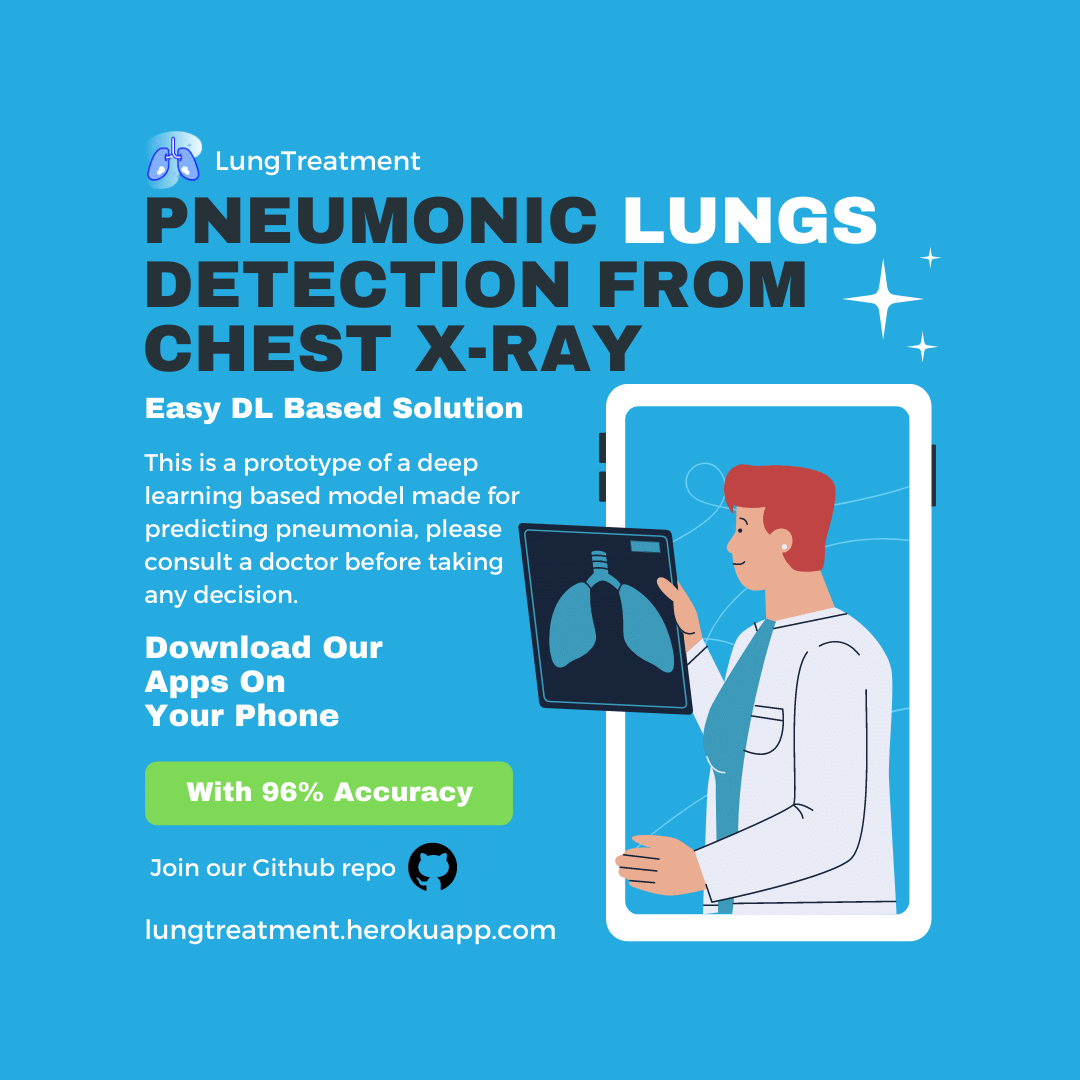 LungTreatment
PNEUMONIC LUNGS
DETECTION FROM
CHEST X-RAY
Easy DL Based Solution
This is a prototype of a deep
learning based model made for
predicting pneumonia, please
consult a doctor before taking
any decision.
Download Our
Apps On
Your Phone
With 96% Accuracy
Join our Github repo
lungtreatment.herokuapp.com